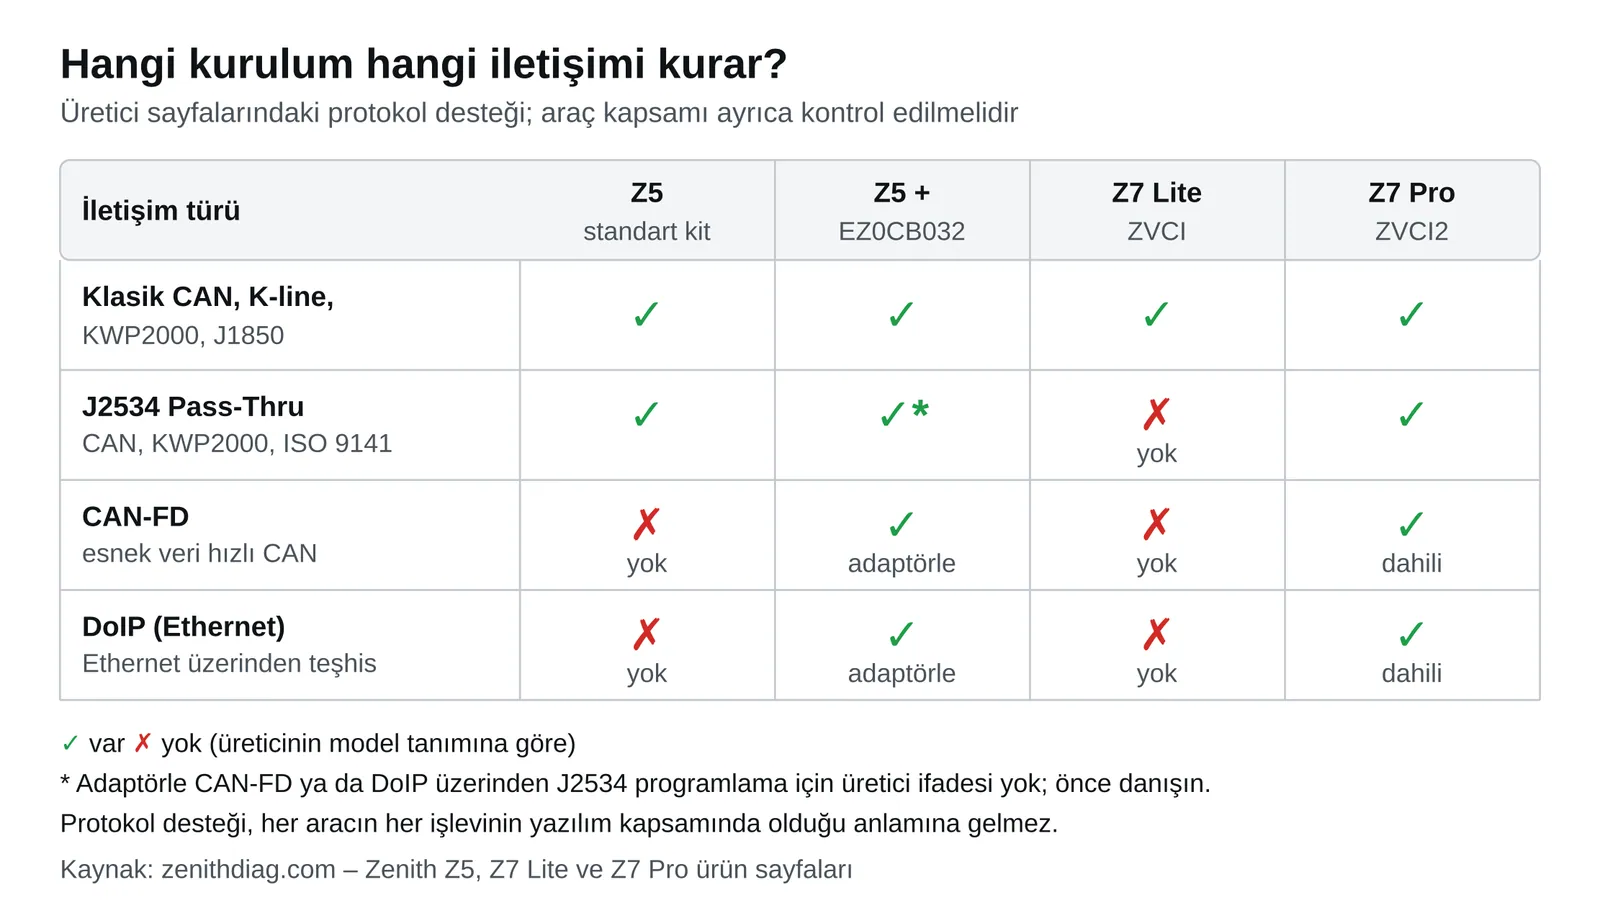 Hangi kurulum hangi iletişimi kurar?
Üretici sayfalarındaki protokol desteği; araç kapsamı ayrıca kontrol edilmelidir
İletişim türü
Z5
standart kit
Z5 +
EZ0CB032
Z7 Lite
ZVCI
Z7 Pro
ZVCI2
Klasik CAN, K-line,
KWP2000, J1850
✓
✓
✓
✓
J2534 Pass-Thru
CAN, KWP2000, ISO 9141
✓
✓*
✗
yok
✓
CAN-FD
esnek veri hızlı CAN
✗
yok
✓
adaptörle
✗
yok
✓
dahili
DoIP (Ethernet)
Ethernet üzerinden teşhis
✗
yok
✓
adaptörle
✗
yok
✓
dahili
✓ var ✗ yok (üreticinin model tanımına göre)
* Adaptörle CAN-FD ya da DoIP üzerinden J2534 programlama için üretici ifadesi yok; önce danışın.
Protokol desteği, her aracın her işlevinin yazılım kapsamında olduğu anlamına gelmez.
Kaynak: zenithdiag.com – Zenith Z5, Z7 Lite ve Z7 Pro ürün sayfaları